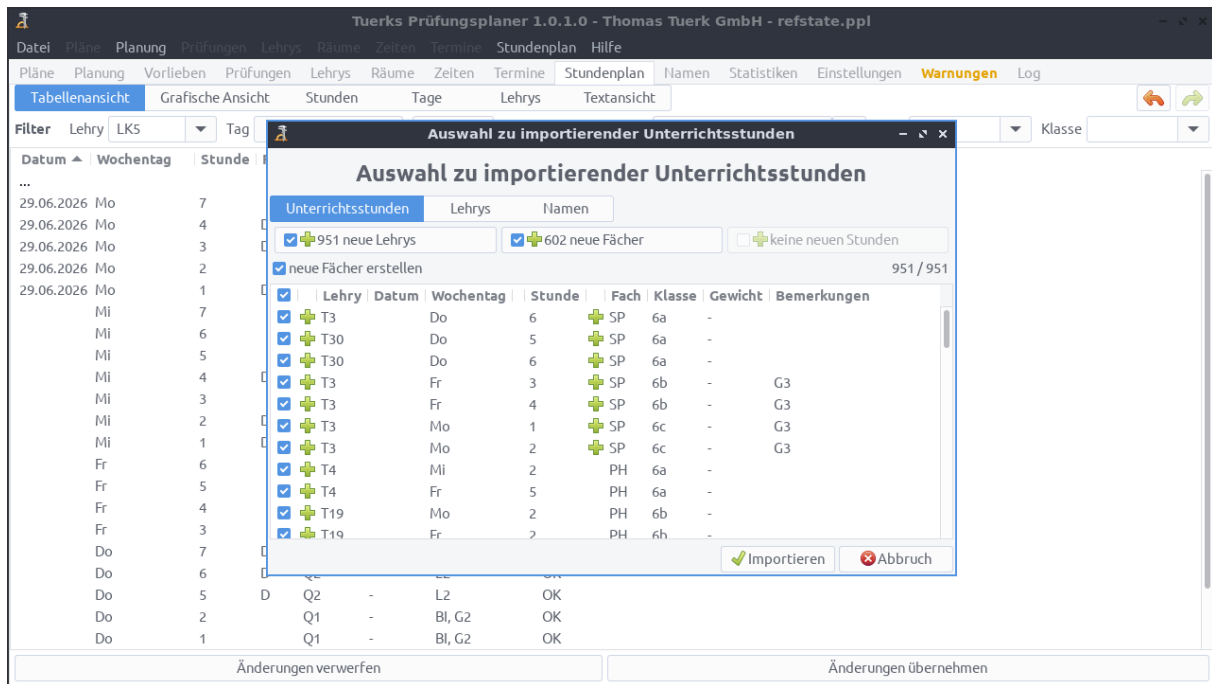 Tuerks Prüfungsplaner 1.0.1.0 - Thomas Tuerk GmbH - refstate.ppl
Datei Pläne Planung Prüfungen Lehrys Räume Zeiten Termine Stundenplan Hilfe
Pläne Planung Vorlieben Prüfungen Lehrys Räume Zeiten Termine Stundenplan Namen Statistiken Einstellungen Warnungen Log
Tabellenansicht Grafische Ansicht Stunden Tage Lehrys Textansicht
Filter Lehry LK5 Tag Klasse
Datum Wochentag Stunde
...
29.06.2026 Mo 7
29.06.2026 Mo 4
29.06.2026 Mo 3
29.06.2026 Mo 2
29.06.2026 Mo 1
Mi 7
Mi 6
Mi 5
Mi 4
Mi 3
Mi 2
Mi 1
Fr 6
Fr 5
Fr 4
Fr 3
Do 7
Do 6
Do 5 D Q2 - L2 OK
Do 2 Q1 - BI, G2 OK
Do 1 Q1 - BI, G2 OK
Änderungen verwerfen Änderungen übernehmen
Auswahl zu importierender Unterrichtsstunden
Auswahl zu importierender Unterrichtsstunden
Unterrichtsstunden Lehrys Namen
951 neue Lehrys 602 neue Fächer keine neuen Stunden
neue Fächer erstellen 951 / 951
Lehry Datum Wochentag Stunde Fach Klasse Gewicht Bemerkungen
T3 Do 6 SP 6a -
T30 Do 5 SP 6a -
T30 Do 6 SP 6a -
T3 Fr 3 SP 6b - G3
T3 Fr 4 SP 6b - G3
T3 Mo 1 SP 6c - G3
T3 Mo 2 SP 6c - G3
T4 Mi 2 PH 6a -
T4 Fr 5 PH 6a -
T19 Mo 2 PH 6b -
T19 Fr 2 PH 6b -
Importieren Abbruch